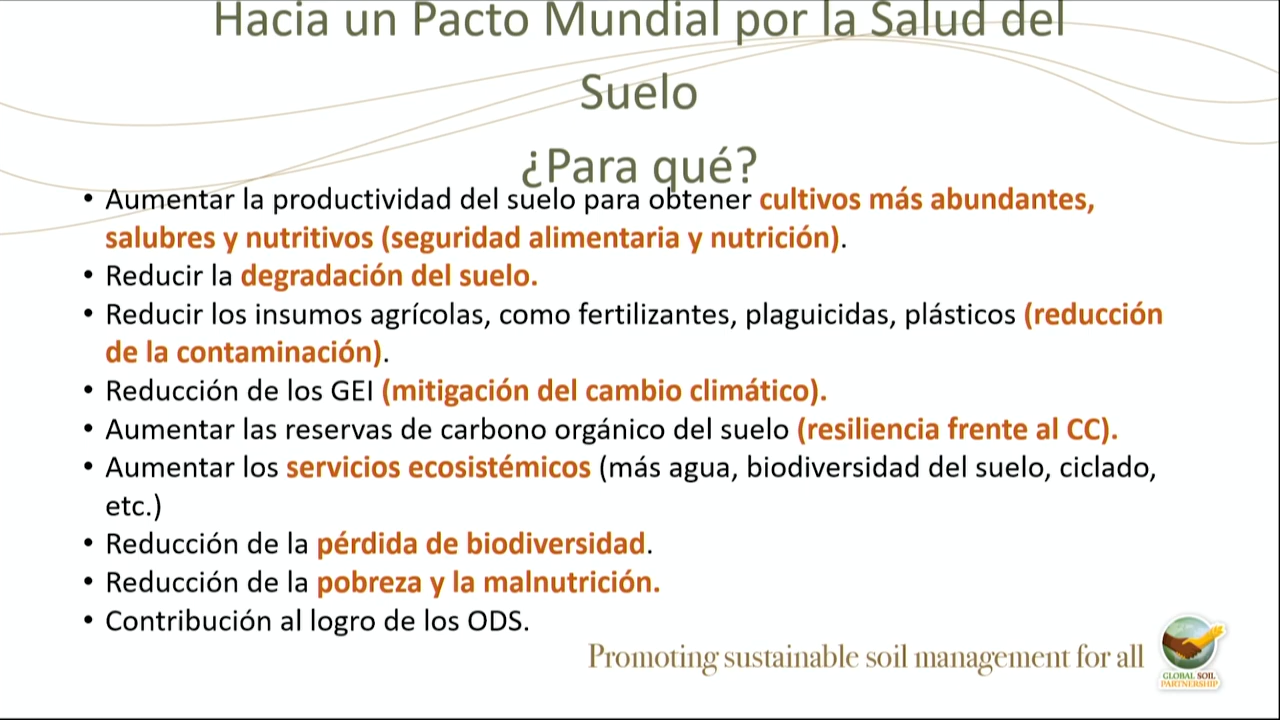 Hacia un Pacto Mundial por la Salud del
Suelo
¿Para qué?
• Aumentar la productividad del suelo para obtener cultivos más abundantes,
salubres y nutritivos (seguridad alimentaria y nutrición).
• Reducir la degradación del suelo.
• Reducir los insumos agrícolas, como fertilizantes, plaguicidas, plásticos (reducción
de la contaminación).
• Reducción de los GEI (mitigación del cambio climático).
• Aumentar las reservas de carbono orgánico del suelo (resiliencia frente al CC).
• Aumentar los servicios ecosistémicos (más agua, biodiversidad del suelo, ciclado,
etc.)
• Reducción de la pérdida de biodiversidad.
• Reducción de la pobreza y la malnutrición.
• Contribución al logro de los ODS.
Promoting sustainable soil management for all
GLOBAL SOIL
PARTNERSHIP